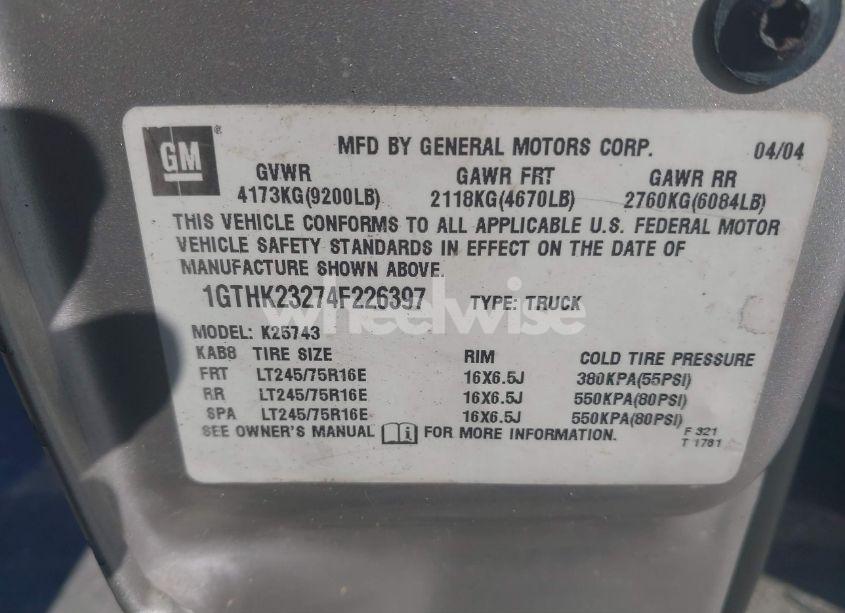 GM
®
MFD BY GENERAL MOTORS CORP. 04/04
GVWR GAWR FRT GAWR RR
4173KG(9200LB) 2118KG(4670LB) 2760KG(6084LB)
THIS VEHICLE CONFORMS TO ALL APPLICABLE U.S. FEDERAL MOTOR
VEHICLE SAFETY STANDARDS IN EFFECT ON THE DATE OF
MANUFACTURE SHOWN ABOVE.
1GTHK23274F226397 TYPE: TRUCK
wheelwise
MODEL: K25743
KAB8 TIRE SIZE RIM COLD TIRE PRESSURE
FRT LT245/75R16E 16X6.5J 380KPA(55PSI)
RR LT245/75R16E 16X6.5J 550KPA(80PSI)
SPA LT245/75R16E 16X6.5J 550KPA(80PSI)
SEE OWNER'S MANUAL FOR MORE INFORMATION.
F 321
T 1781